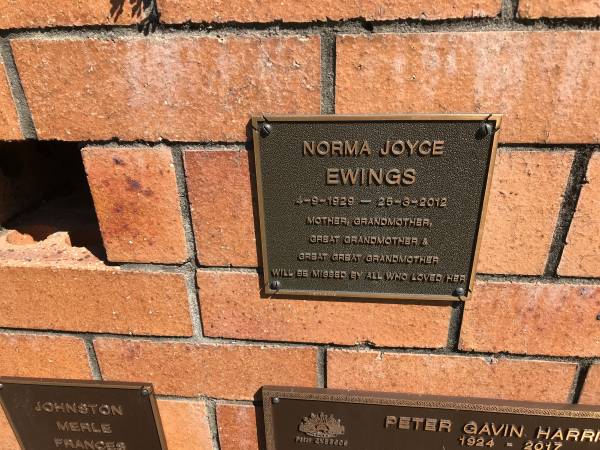 NORMA JOYCE
EWINGS
4-9-1929 — 25-3-2012
MOTHER, GRANDMOTHER,
GREAT GRANDMOTHER &
GREAT GREAT GRANDMOTHER
WILL BE MISSED BY ALL WHO LOVED HER
JOHNSTON
MERLE
FRANCES
PETER GAVIN HARRI
1924 - 2017